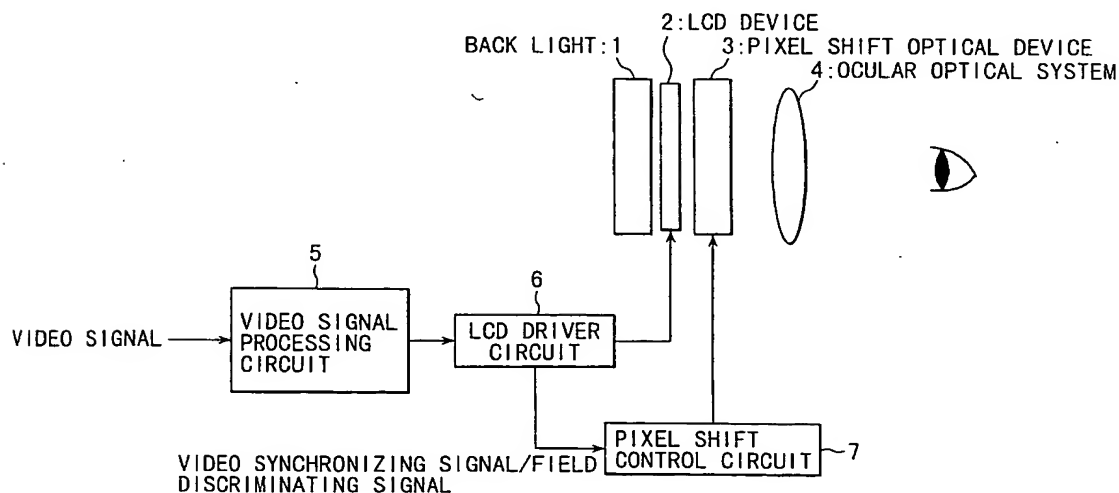 2:LCD DEVICE
BACK LIGHT:1
3:PIXEL SHIFT OPTICAL DEVICE
4:OCULAR OPTICAL SYSTEM
5
6
VIDEO SIGNAL
VIDEO SIGNAL
PROCESSING
CIRCUIT
LCD DRIVER
CIRCUIT
PIXEL SHIFT
CONTROL CIRCUIT
7
VIDEO SYNCHRONIZING SIGNAL/FIELD
DISCRIMINATING SIGNAL